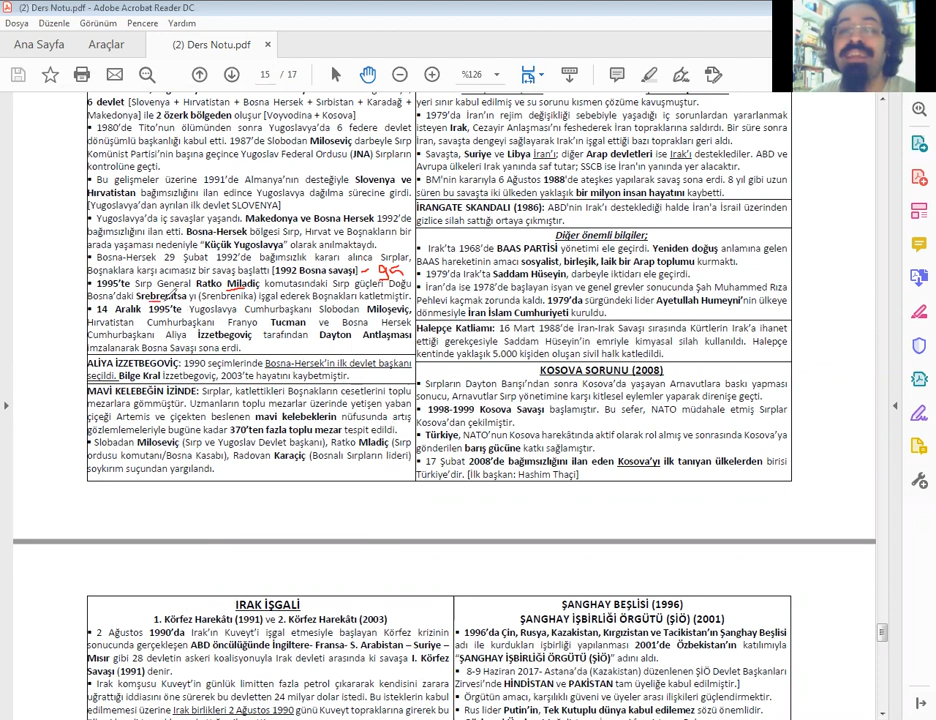 (2) Ders Notu.pdf - Adobe Acrobat Reader DC
Dosya Düzenle Görünüm Pencere Yardım
Ana Sayfa Araçlar (2) Ders Notu.pdf ×
15 / 17 %126
6 devlet [Slovenya + Hırvatistan + Bosna Hersek + Sırbistan + Karadağ +
Makedonya] ile 2 özerk bölgeden oluşur [Voyvodina + Kosova]
▪ 1980'de Tito'nun ölümünden sonra Yugoslavya'da 6 federe devlet
dönüşümlü başkanlığı kabul etti. 1987'de Slobodan Miloseviç darbeyle Sırp
Komünist Partisi'nin başına geçince Yugoslav Federal Ordusu (JNA) Sırpların
kontrolüne geçti.
▪ Bu gelişmeler üzerine 1991'de Almanya'nın desteğiyle Slovenya ve
Hırvatistan bağımsızlığını ilan edince Yugoslavya dağılma sürecine girdi.
[Yugoslavya'dan ayrılan ilk devlet SLOVENYA]
▪ Yugoslavya'da iç savaşlar yaşandı. Makedonya ve Bosna Hersek 1992'de
bağımsızlığını ilan etti. Bosna-Hersek bölgesi Sırp, Hırvat ve Boşnakların bir
arada yaşaması nedeniyle "Küçük Yugoslavya" olarak anılmaktaydı.
▪ Bosna-Hersek 29 Şubat 1992'de bağımsızlık kararı alınca Sırplar,
Boşnaklara karşı acımasız bir savaş başlattı [1992 Bosna savaşı] - 95
▪ 1995'te Sırp General Ratko Miladiç komutasındaki Sırp güçleri Doğu
Bosna'daki Srebrenitsa yı (Srenbrenika) işgal ederek Boşnakları katletmiştir.
▪ 14 Aralık 1995'te Yugoslavya Cumhurbaşkanı Slobodan Miloşeviç,
Hırvatistan Cumhurbaşkanı Franyo Tucman ve Bosna Hersek
Cumhurbaşkanı Aliya İzzetbegoviç tarafından Dayton Antlaşması
imzalanarak Bosna Savaşı sona erdi.
ALİYA İZZETBEGOVİÇ: 1990 seçimlerinde Bosna-Hersek'in ilk devlet başkanı
seçildi. Bilge Kral İzzetbegoviç, 2003'te hayatını kaybetmiştir.
MAVİ KELEBEĞİN İZİNDE: Sırplar, katlettikleri Boşnakların cesetlerini toplu
mezarlara gömmüştür. Uzmanların toplu mezarlar üzerinde yetişen yaban
çiçeği Artemis ve çiçekten beslenen mavi kelebeklerin nüfusunda artış
gözlemlemeleriyle bugüne kadar 370'ten fazla toplu mezar tespit edildi.
▪ Slobadan Miloseviç (Sırp ve Yugoslav Devlet başkanı), Ratko Mladiç (Sırp
ordusu komutanı/Bosna Kasabı), Radovan Karaçiç (Bosnalı Sırpların lideri)
soykırım suçundan yargılandı.
yeri sınır kabul edilmiş ve su sorunu kısmen çözüme kavuşmuştur.
▪ 1979'da İran'ın rejim değişikliği sebebiyle yaşadığı iç sorunlardan yararlanmak
isteyen Irak, Cezayir Anlaşması'nı feshederek İran topraklarına saldırdı. Bir süre sonra
İran'da, savaşta dengeyi sağlayarak Irak'ın işgal ettiği bazı toprakları geri aldı.
▪ Savaşta, Suriye ve Libya İran'ı; diğer Arap devletleri ise Irak'ı desteklediler. ABD ve
Avrupa ülkeleri Irak yanında saf tutar; SSCB ise İran'ın yanında yer alacaktır.
▪ BM'nin kararıyla 6 Ağustos 1988'de ateşkes yapılarak savaş sona erdi. 8 yıl gibi uzun
süren bu savaşta iki ülkeden yaklaşık bir milyon insan hayatını kaybetti.
İRANGATE SKANDALI (1986): ABD'nin Irak'ı desteklediği halde İran'a İsrail üzerinden
gizlice silah sattığı ortaya çıkmıştır.
Diğer önemli bilgiler;
▪ Irak'ta 1968'de BAAS PARTİSİ yönetimi ele geçirdi. Yeniden doğuş anlamına gelen
BAAS hareketinin amacı sosyalist, birleşik, laik bir Arap toplumu kurmaktı.
▪ 1979'da Irak'ta Saddam Hüseyin, darbeyle iktidarı ele geçirdi.
▪ İran'da ise 1978'de başlayan isyan ve genel grevler sonucunda Şah Muhammed Rıza
Pehlevi kaçmak zorunda kaldı. 1979'da sürgündeki lider Ayetullah Humeyni'nin ülkeye
dönmesiyle İran İslam Cumhuriyeti kuruldu.
Halepçe Katliamı: 16 Mart 1988'de İran-Irak Savaşı sırasında Kürtlerin Irak'a ihanet
ettiği gerekçesiyle Saddam Hüseyin'in emriyle kimyasal silah kullanıldı. Halepçe
kentinde yaklaşık 5.000 kişiden oluşan sivil halk katledildi.
KOSOVA SORUNU (2008)
▪ Sırpların Dayton Barışı'ndan sonra Kosova'da yaşayan Arnavutlara baskı yapması
sonucu, Arnavutlar Sırp yönetimine karşı kitlesel eylemler yaparak direnişe geçti.
▪ 1998-1999 Kosova Savaşı başlamıştır. Bu sefer, NATO müdahale etmiş Sırplar
Kosova'dan çekilmiştir.
▪ Türkiye, NATO'nun Kosova harekâtında aktif olarak rol almış ve sonrasında Kosova'ya
gönderilen barış gücüne katkı sağlamıştır.
▪ 17 Şubat 2008'de bağımsızlığını ilan eden Kosova'yı ilk tanıyan ülkelerden birisi
Türkiye'dir. [İlk başkan: Hashim Thaçi]
IRAK İŞGALİ
1. Körfez Harekâtı (1991) ve 2. Körfez Harekâtı (2003)
▪ 2 Ağustos 1990'da Irak'ın Kuveyt'i işgal etmesiyle başlayan Körfez krizinin
sonucunda gerçekleşen ABD öncülüğünde İngiltere- Fransa- S. Arabistan – Suriye –
Mısır gibi 28 devletin askeri koalisyonuyla Irak devleti arasında ki savaşa I. Körfez
Savaşı (1991) denir.
▪ Irak komşusu Kuveyt'in günlük limitten fazla petrol çıkararak kendisini zarara
uğrattığı iddiasını öne sürerek bu devletden 24 milyar dolar istedi. Bu isteklerin kabul
edilmemesi üzerine Irak birlikleri 2 Ağustos 1990 günü Kuveyt topraklarına girerek bu
ŞANGHAY BEŞLİSİ (1996)
ŞANGHAY İŞBİRLİĞİ ÖRGÜTÜ (ŞİÖ) (2001)
▪ 1996'da Çin, Rusya, Kazakistan, Kırgızistan ve Tacikistan'ın Şanghay Beşlisi
adı ile kurdukları işbirliği yapılanması 2001'de Özbekistan'ın katılımıyla
"ŞANGHAY İŞBİRLİĞİ ÖRGÜTÜ" adını aldı.
▪ 8-9 Haziran 2017- Astana'da (Kazakistan) düzenlenen ŞİÖ Devlet Başkanları
Zirvesi'nde HİNDİSTAN ve PAKİSTAN tam üyeliğe kabul edilmiştir.]
▪ Örgütün amacı, karşılıklı güveni ve üyeler arası ilişkileri güçlendirmektir.
▪ Rus lider Putin'in, Tek Kutuplu dünya kabul edilemez sözü önemlidir.